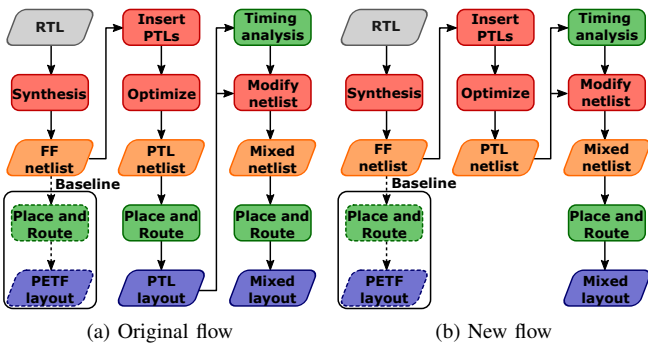 RTL
Synthesis
FF
netlist
Baseline
Place and
Route
PETF
layout
Insert
PTLs
Optimize
PTL
netlist
Place and
Route
PTL
layout
Timing
analysis
Modify
netlist
Mixed
netlist
Place and
Route
Mixed
layout
(a) Original flow
RTL
Synthesis
FF
netlist
Baseline
Place and
Route
PETF
layout
Insert
PTLs
Optimize
PTL
netlist
Timing
analysis
Modify
netlist
Mixed
netlist
Place and
Route
Mixed
layout
(b) New flow